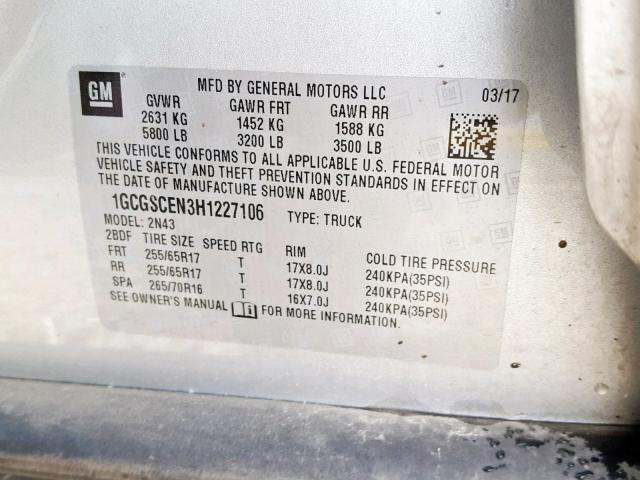 GM
MFD BY GENERAL MOTORS LLC 03/17
GVWR GAWR FRT GAWR RR
2631 KG 1452 KG 1588 KG
5800 LB 3200 LB 3500 LB
THIS VEHICLE CONFORMS TO ALL APPLICABLE U.S. FEDERAL MOTOR
VEHICLE SAFETY AND THEFT PREVENTION STANDARDS IN EFFECT ON
THE DATE OF MANUFACTURE SHOWN ABOVE.
1GCGSCEN3H1227106 TYPE: TRUCK
MODEL: 2N43
2BDF TIRE SIZE SPEED RTG RIM COLD TIRE PRESSURE
FRT 255/65R17 T 17X8.0J 240KPA(35PSI)
RR 255/65R17 T 17X8.0J 240KPA(35PSI)
SPA 265/70R16 T 16X7.0J 240KPA(35PSI)
SEE OWNER'S MANUAL FOR MORE INFORMATION.